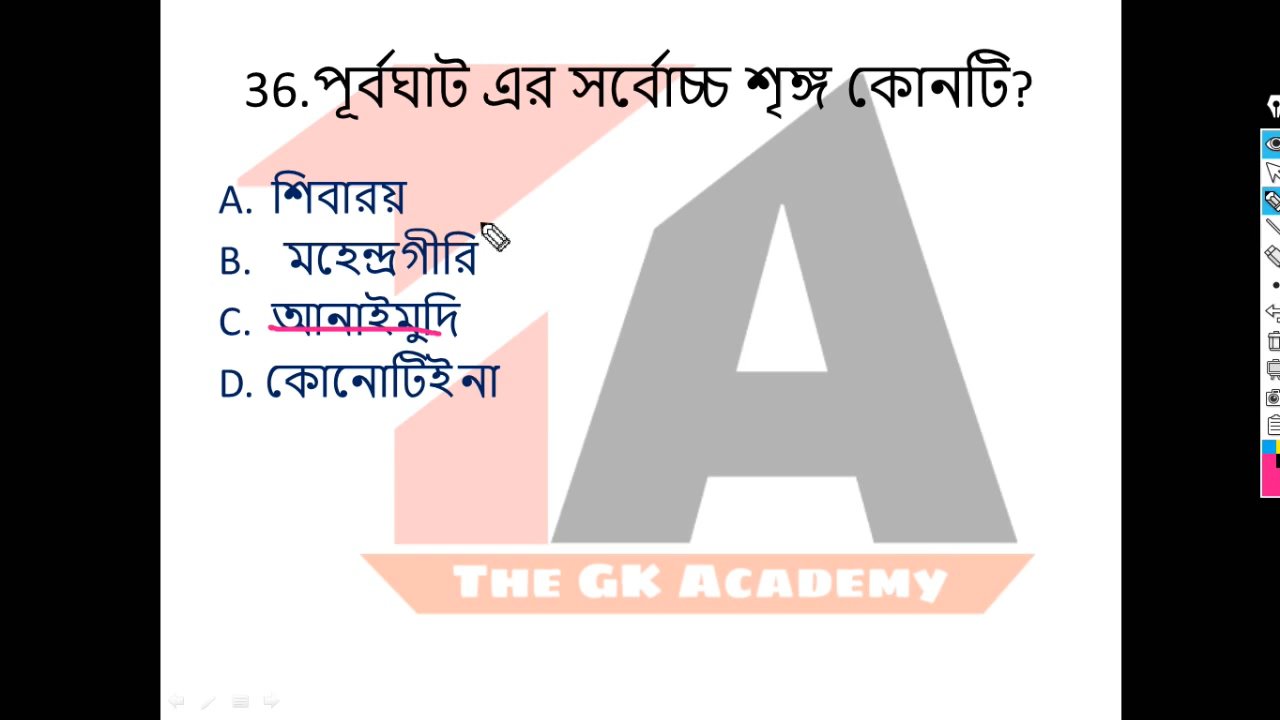 36.পূর্বঘাট এর সর্বোচ্চ শৃঙ্গ কোনটি?
A. শিবারয়
B. মহেন্দ্রগীরি
C. আনাইমুদি
D. কোনোটিই না
THE GK ACADEMY